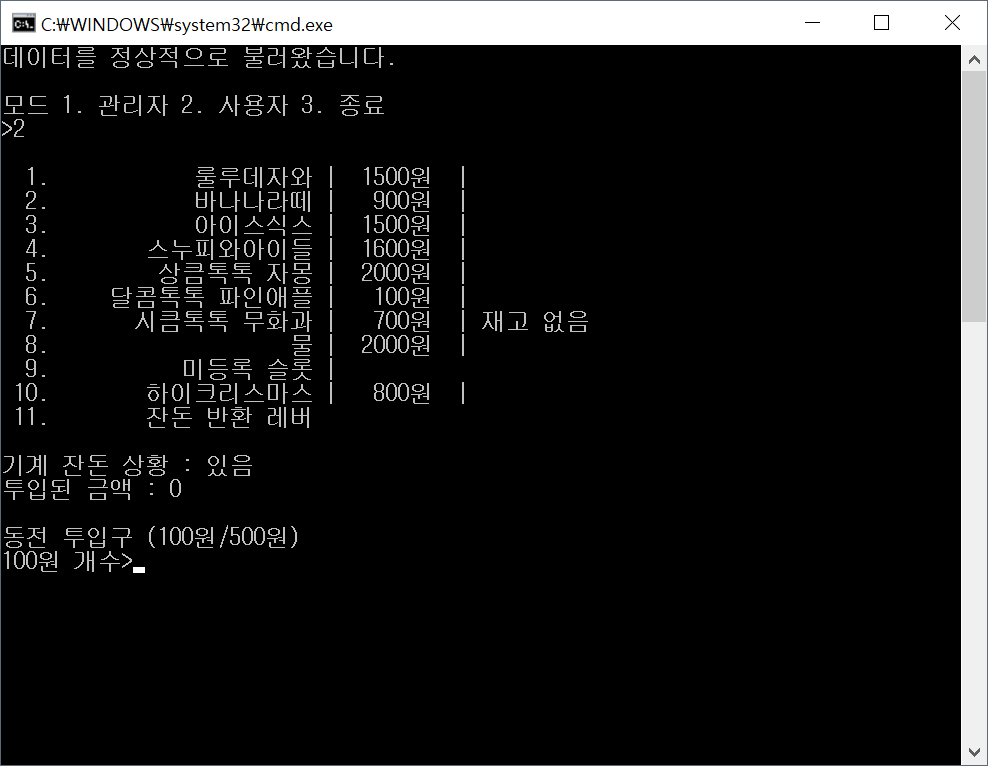 C:₩WINDOWS₩system32₩cmd.exe
데이터를 정상적으로 불러왔습니다.
모드 1. 관리자 2. 사용자 3. 종료
>2
1. 룰루데자와 | 1500원 |
2. 바나나라떼 | 900원 |
3. 아이스식스 | 1500원 |
4. 스누피와아이들 | 1600원 |
5. 상큼톡톡 자몽 | 2000원 |
6. 달콤톡톡 파인애플 | 100원 |
7. 시큼톡톡 무화과 | 700원 | 재고 없음
8. 물 | 2000원 |
9. 미등록 슬롯 |
10. 하이크리스마스 | 800원 |
11. 잔돈 반환 레버
기계 잔돈 상황 : 있음
투입된 금액 : 0
동전 투입구 (100원/500원)
100원 개수>